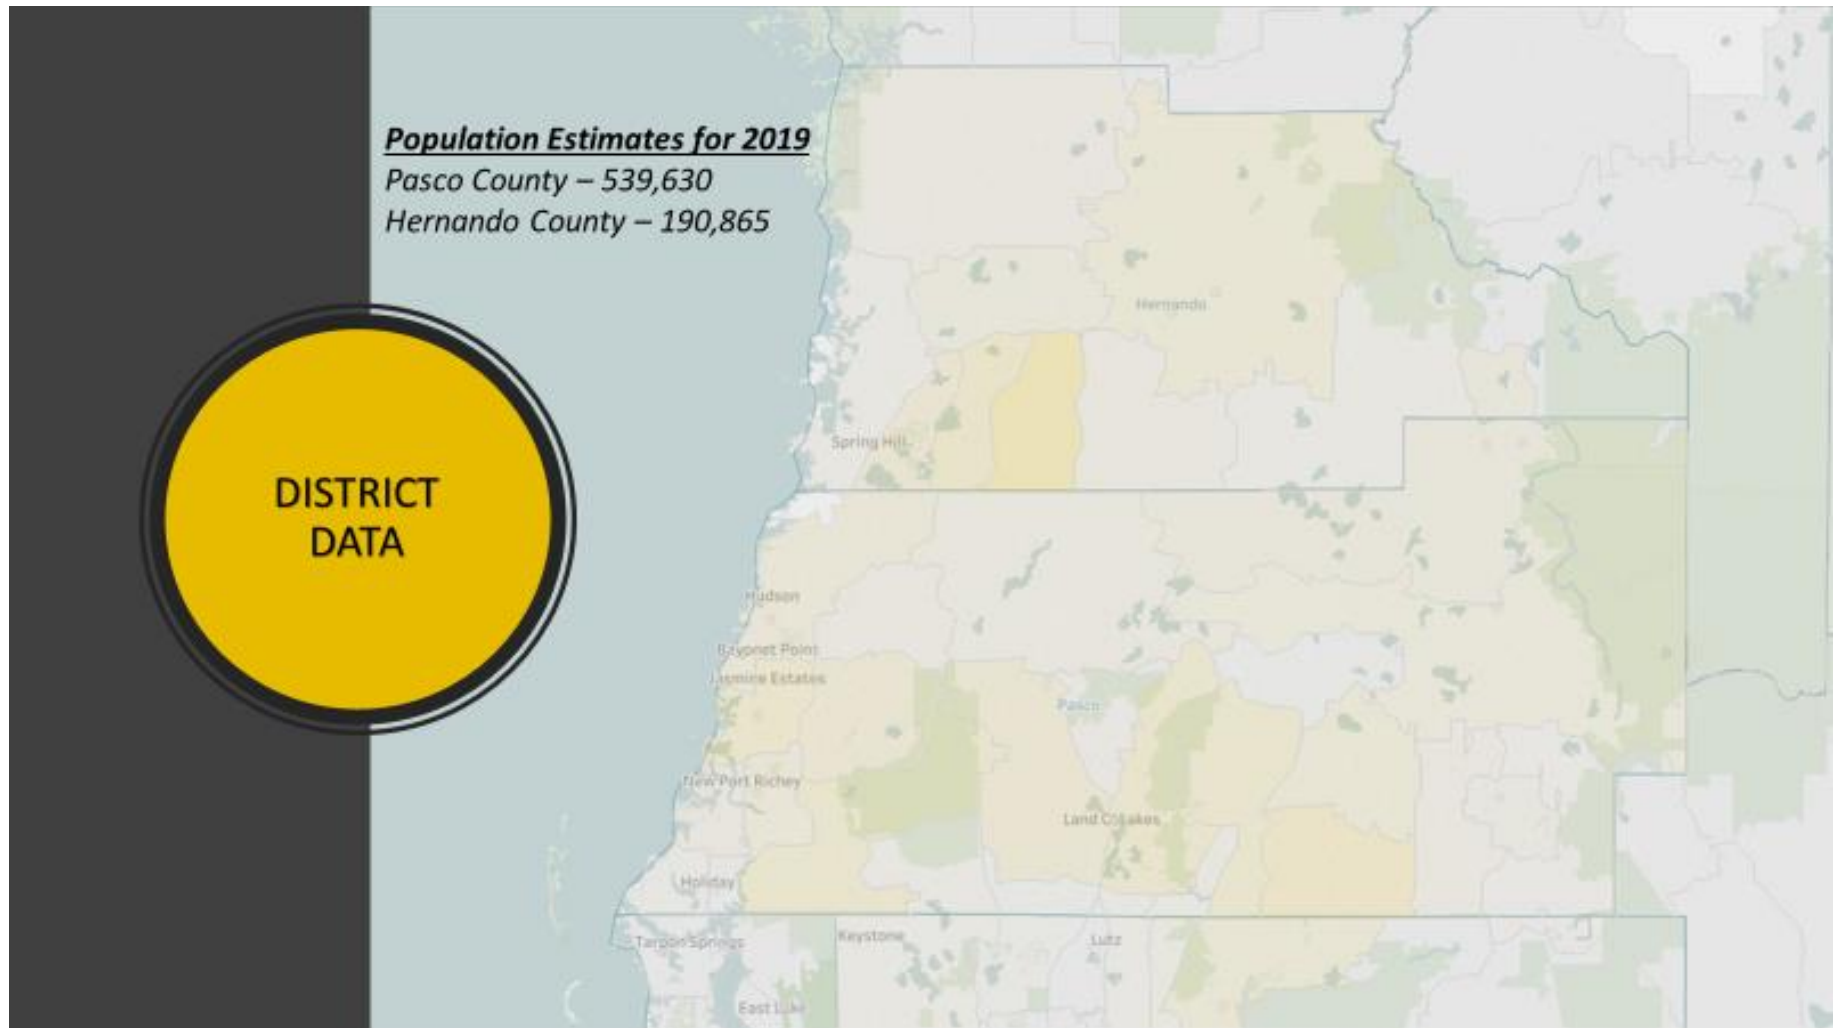 Population Estimates for 2019
Pasco County – 539,630
Hernando County – 190,865
DISTRICT
DATA
Hernando
Spring Hill
Hudson
Bayonet Point
Jasmine Estates
Pasco
New Port Richey
Land O' Lakes
Holiday
Tarpon Springs
Keystone
Lutz
East Lake